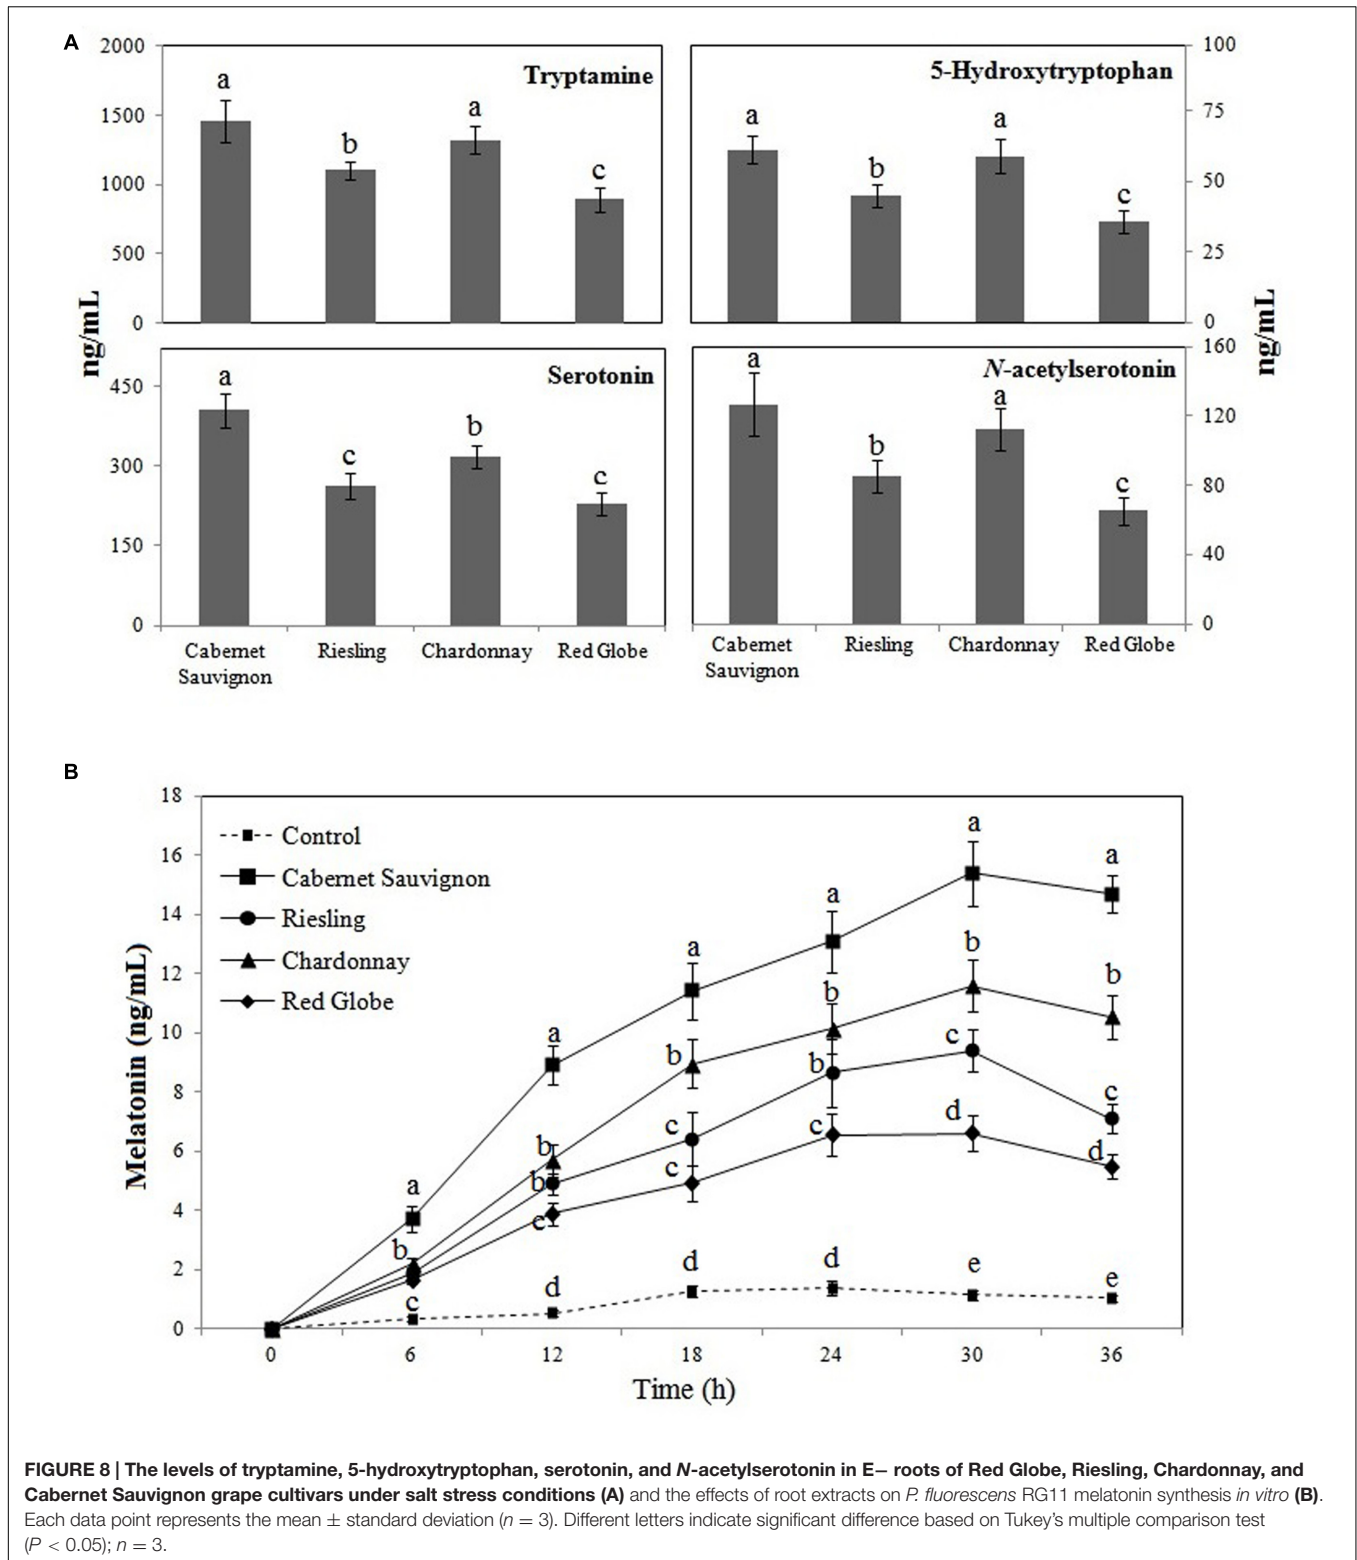 A
2000
1500
1000
500
0
Tryptamine
a
b
a
c
5-Hydroxytryptophan
a
b
a
c
100
75
50
25
0
ng/mL
ng/mL
450
300
150
0
Serotonin
a
c
b
c
N-acetylserotonin
a
b
a
c
160
120
80
40
0
Cabernet Sauvignon
Riesling
Chardonnay
Red Globe
Cabernet Sauvignon
Riesling
Chardonnay
Red Globe
B
18
16
14
12
10
8
6
4
2
0
Melatonin (ng/mL)
Control
Cabernet Sauvignon
Riesling
Chardonnay
Red Globe
a
b
c
a
b
b
c
d
a
b
c
c
d
a
b
b
c
d
a
b
c
d
e
a
b
c
d
e
0 6 12 18 24 30 36
Time (h)
FIGURE 8 | The levels of tryptamine, 5-hydroxytryptophan, serotonin, and N-acetylserotonin in E− roots of Red Globe, Riesling, Chardonnay, and
Cabernet Sauvignon grape cultivars under salt stress conditions (A) and the effects of root extracts on P. fluorescens RG11 melatonin synthesis in vitro (B).
Each data point represents the mean ± standard deviation (n = 3). Different letters indicate significant difference based on Tukey's multiple comparison test
(P < 0.05); n = 3.